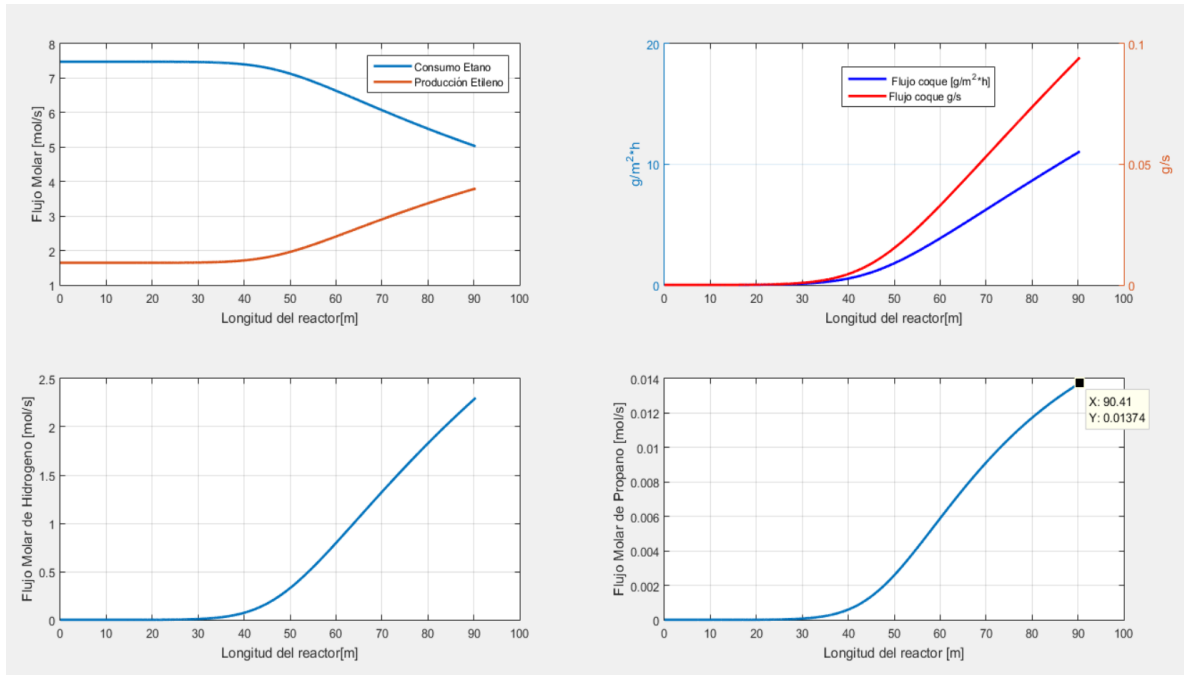 Flujo Molar [mol/s]
8
7
6
5
4
3
2
1
Consumo Etano
Producción Etileno
0 10 20 30 40 50 60 70 80 90 100
Longitud del reactor[m]
g/m²*h
20
10
0
Flujo coque [g/m²*h]
Flujo coque g/s
0.1
0.05
0
g/s
0 10 20 30 40 50 60 70 80 90 100
Longitud del reactor[m]
Flujo Molar de Hidrogeno [mol/s]
2.5
2
1.5
1
0.5
0
0 10 20 30 40 50 60 70 80 90 100
Longitud del reactor[m]
Flujo Molar de Propano [mol/s]
0.014
0.012
0.01
0.008
0.006
0.004
0.002
0
X: 90.41
Y: 0.01374
0 10 20 30 40 50 60 70 80 90 100
Longitud del reactor [m]